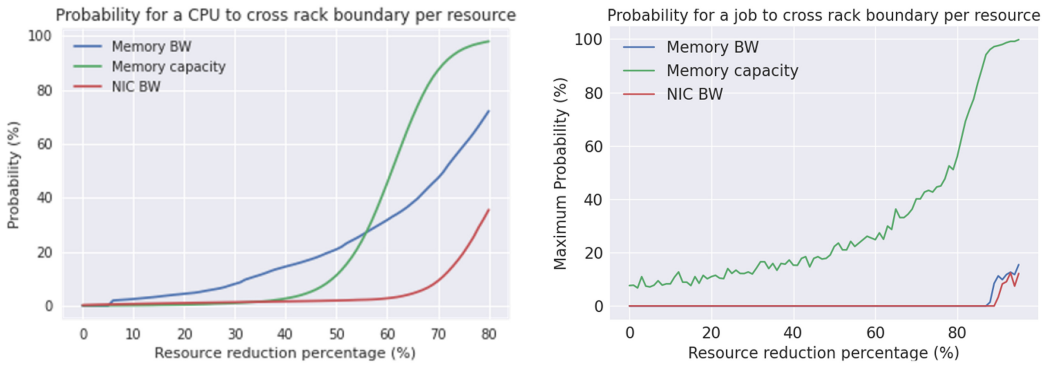 Probability for a CPU to cross rack boundary per resource
100
80
60
40
20
0
Probability (%)
Memory BW
Memory capacity
NIC BW
0 10 20 30 40 50 60 70 80
Resource reduction percentage (%)
Probability for a job to cross rack boundary per resource
100
80
60
40
20
0
Maximum Probability (%)
Memory BW
Memory capacity
NIC BW
0 20 40 60 80
Resource reduction percentage (%)